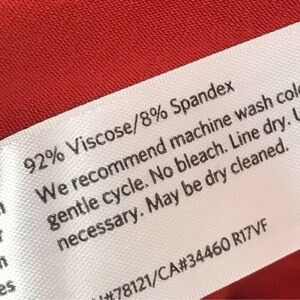 92% Viscose/8% Spandex
We recommend machine wash cold
gentle cycle. No bleach. Line dry. U
necessary. May be dry cleaned.
N#78121/CA#34460 R17VF